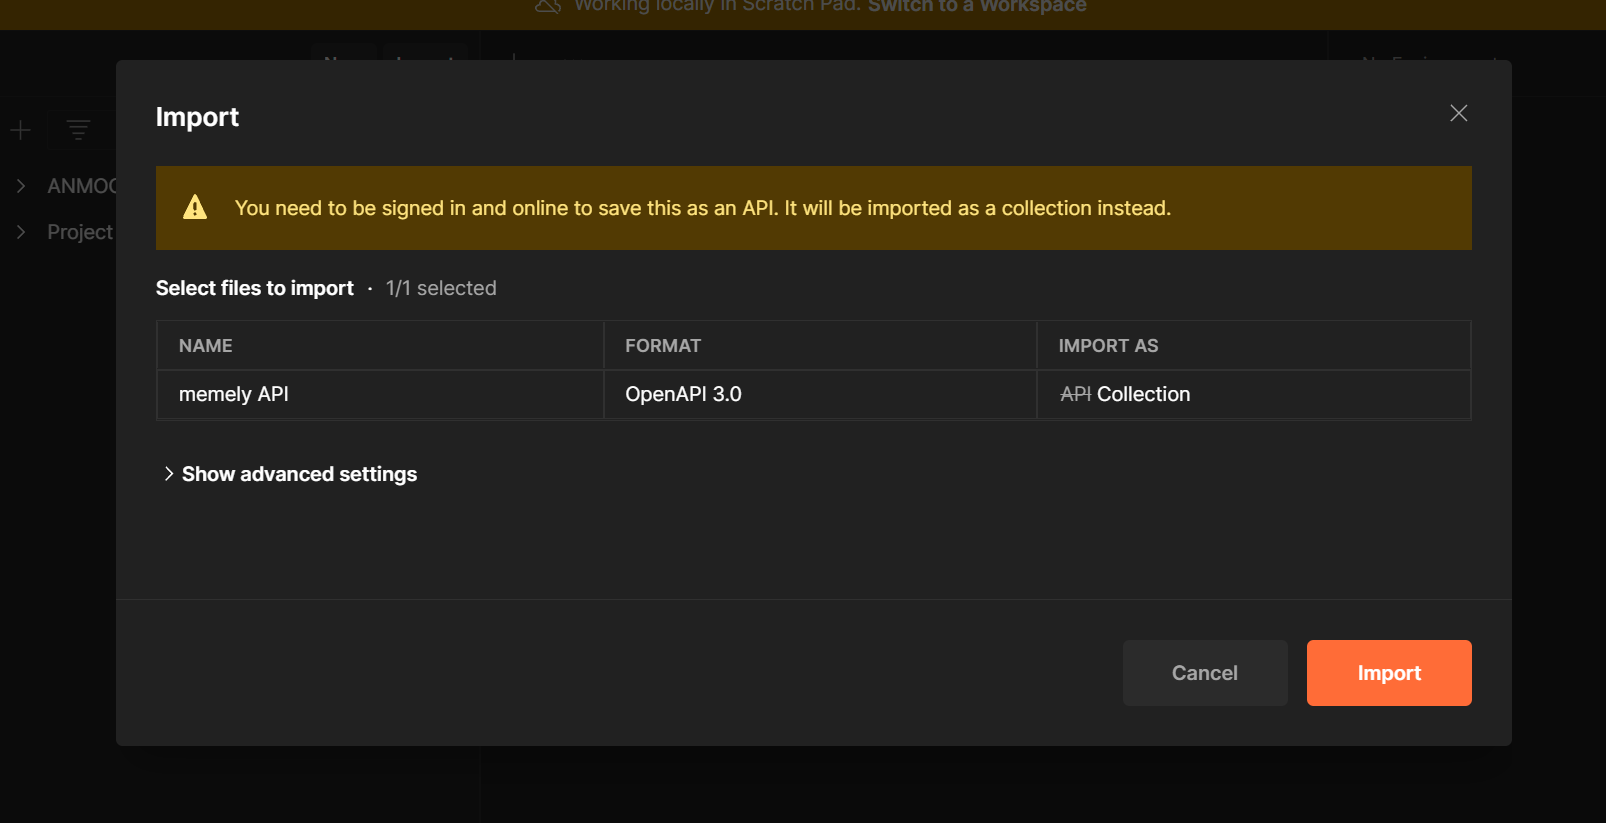 Working locally in Scratch Pad. Switch to a Workspace
Import
You need to be signed in and online to save this as an API. It will be imported as a collection instead.
Select files to import · 1/1 selected
NAME FORMAT IMPORT AS
memely API OpenAPI 3.0 API Collection
Show advanced settings
Cancel Import
Project